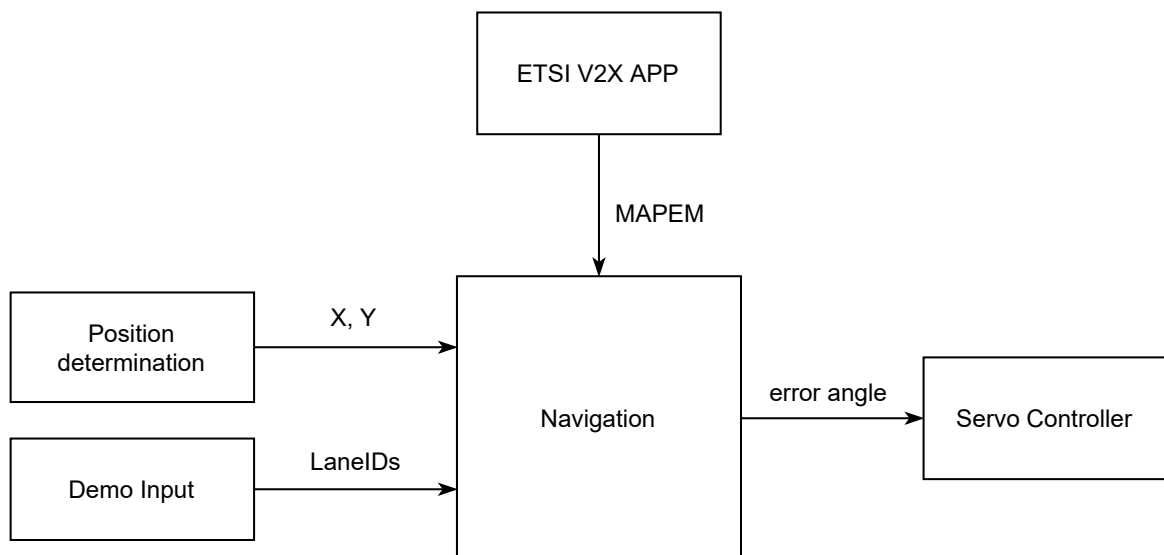 ETSI V2X APP
MAPEM
Position
determination
X, Y
Navigation
error angle
Servo Controller
Demo Input
LaneIDs